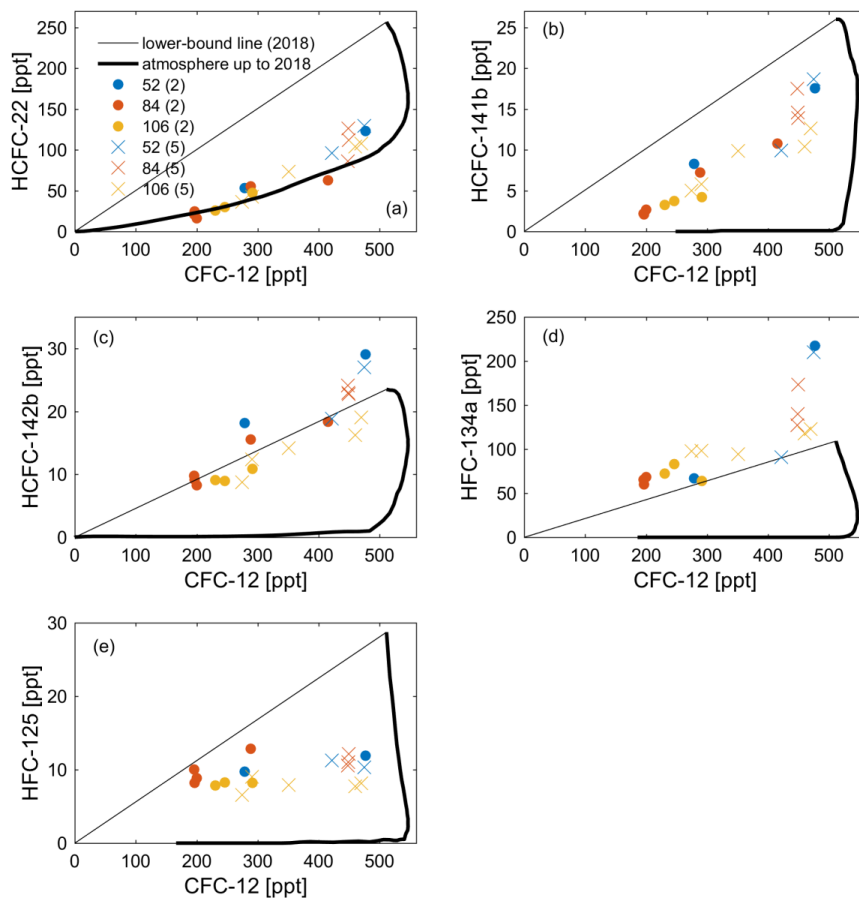 (a)
lower-bound line (2018)
atmosphere up to 2018
52 (2)
84 (2)
106 (2)
52 (5)
84 (5)
106 (5)
HCFC-22 [ppt]
250
200
150
100
50
0
0 100 200 300 400 500
CFC-12 [ppt]
(b)
HCFC-141b [ppt]
25
20
15
10
5
0
0 100 200 300 400 500
CFC-12 [ppt]
(c)
HCFC-142b [ppt]
30
20
10
0
0 100 200 300 400 500
CFC-12 [ppt]
(d)
HFC-134a [ppt]
250
200
150
100
50
0
0 100 200 300 400 500
CFC-12 [ppt]
(e)
HFC-125 [ppt]
30
20
10
0
0 100 200 300 400 500
CFC-12 [ppt]